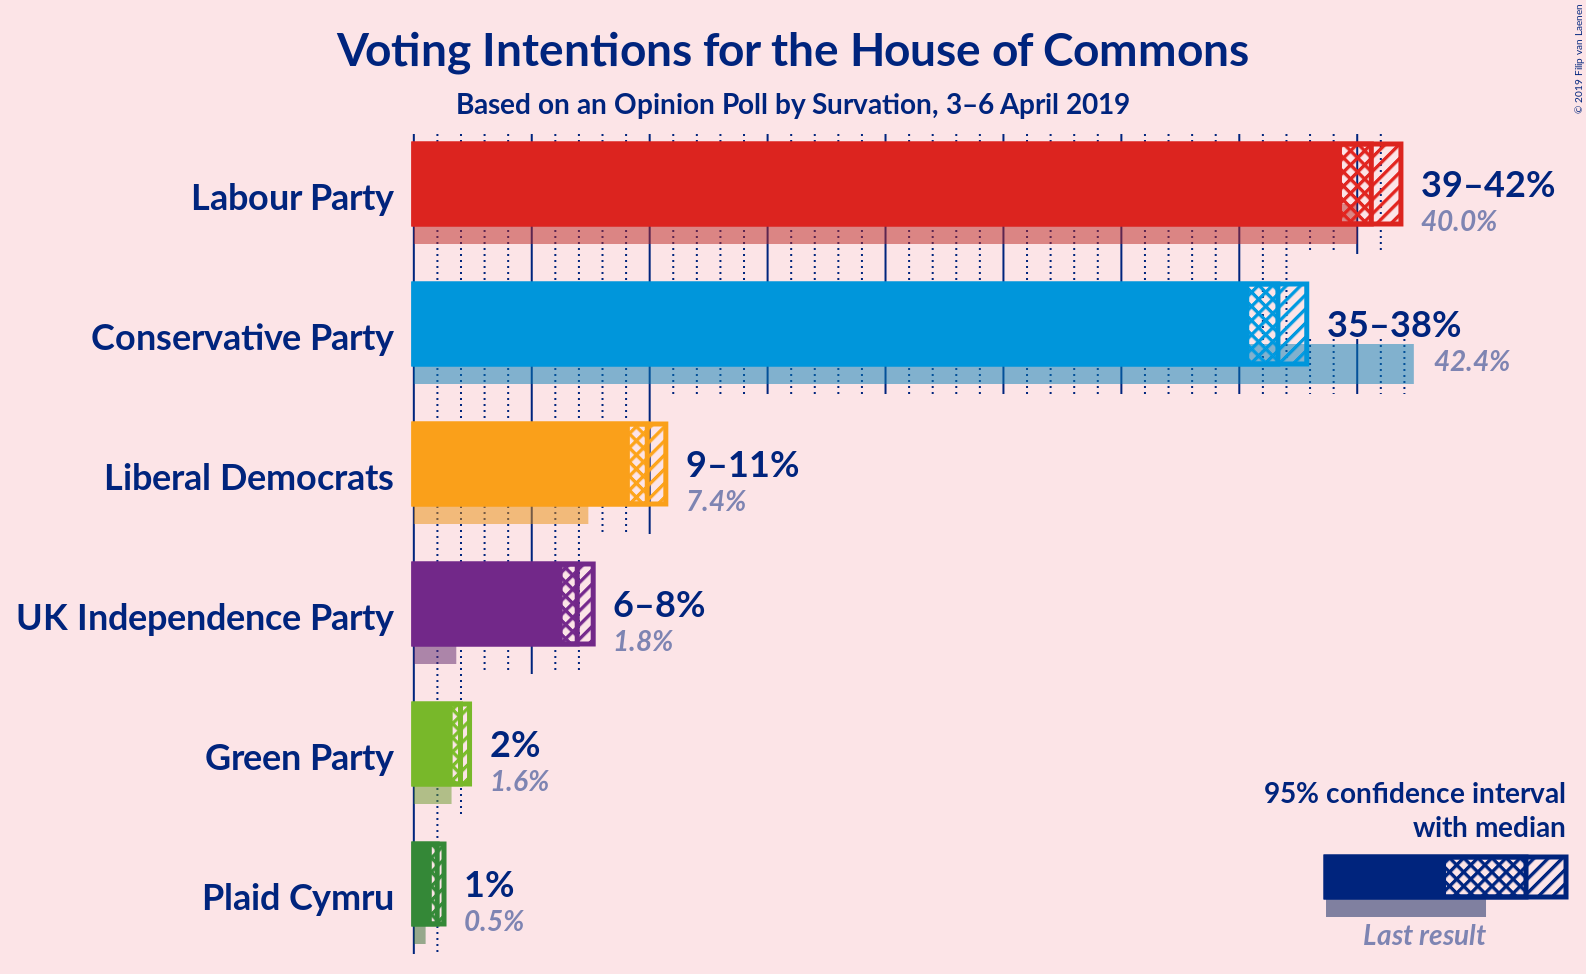 Voting Intentions for the House of Commons
Based on an Opinion Poll by Survation, 3–6 April 2019
© 2019 Filip van Laenen
Labour Party
39–42%
40.0%
Conservative Party
35–38%
42.4%
Liberal Democrats
9–11%
7.4%
UK Independence Party
6–8%
1.8%
Green Party
2%
1.6%
Plaid Cymru
1%
0.5%
95% confidence interval
with median
Last result